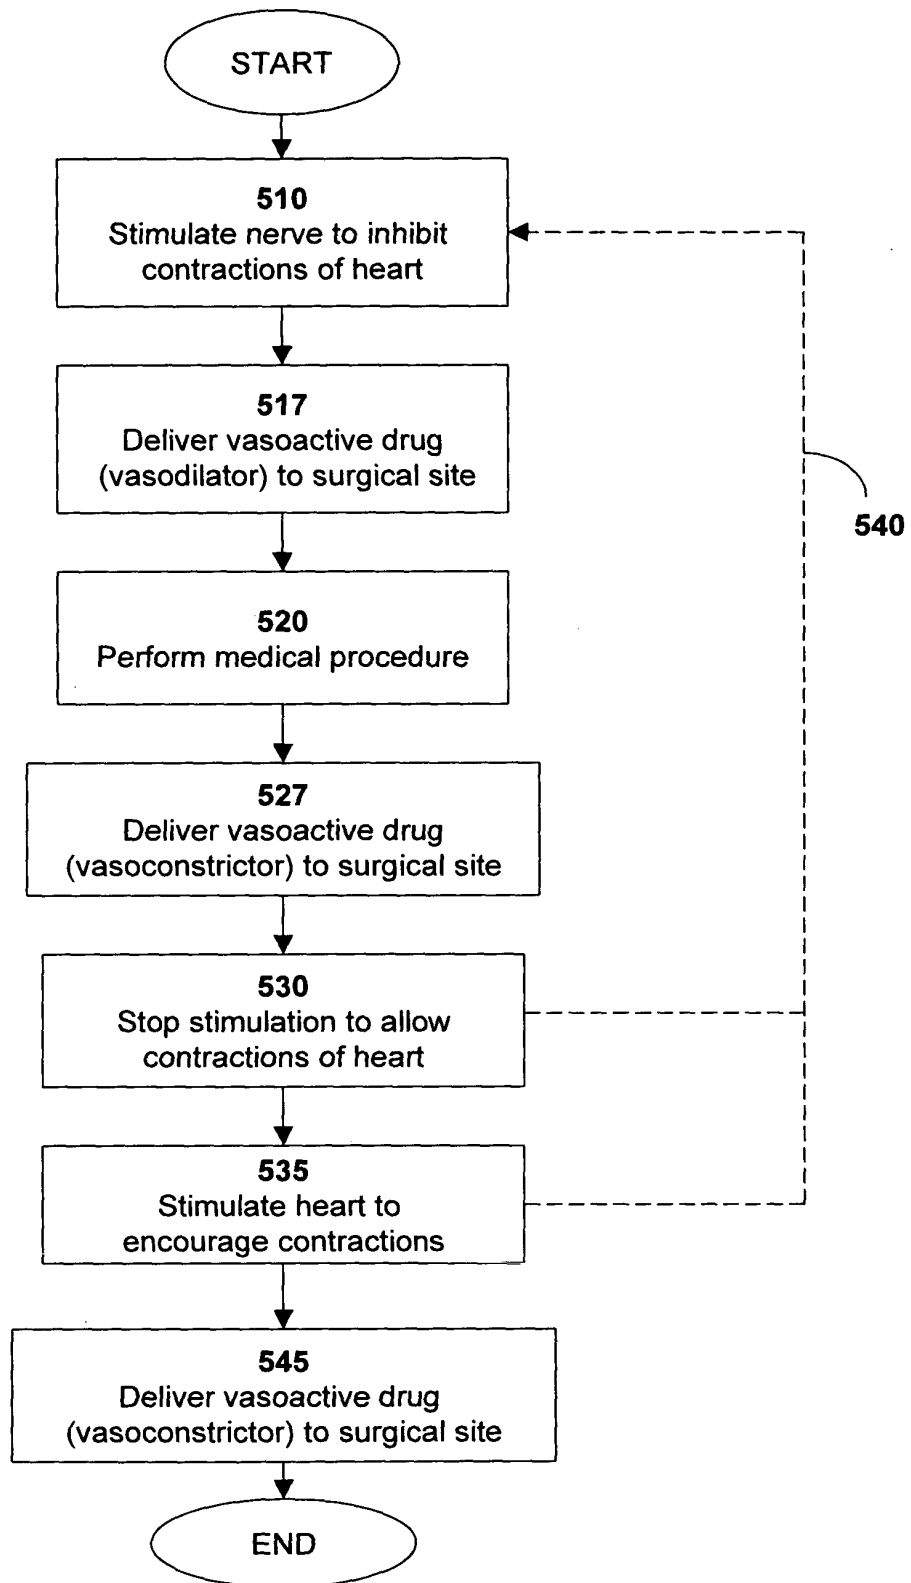 START
510
Stimulate nerve to inhibit
contractions of heart
517
Deliver vasoactive drug
(vasodilator) to surgical site
540
520
Perform medical procedure
527
Deliver vasoactive drug
(vasoconstrictor) to surgical site
530
Stop stimulation to allow
contractions of heart
535
Stimulate heart to
encourage contractions
545
Deliver vasoactive drug
(vasoconstrictor) to surgical site
END